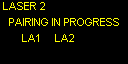 LASER 2
PAIRING IN PROGRESS
LA1 LA2